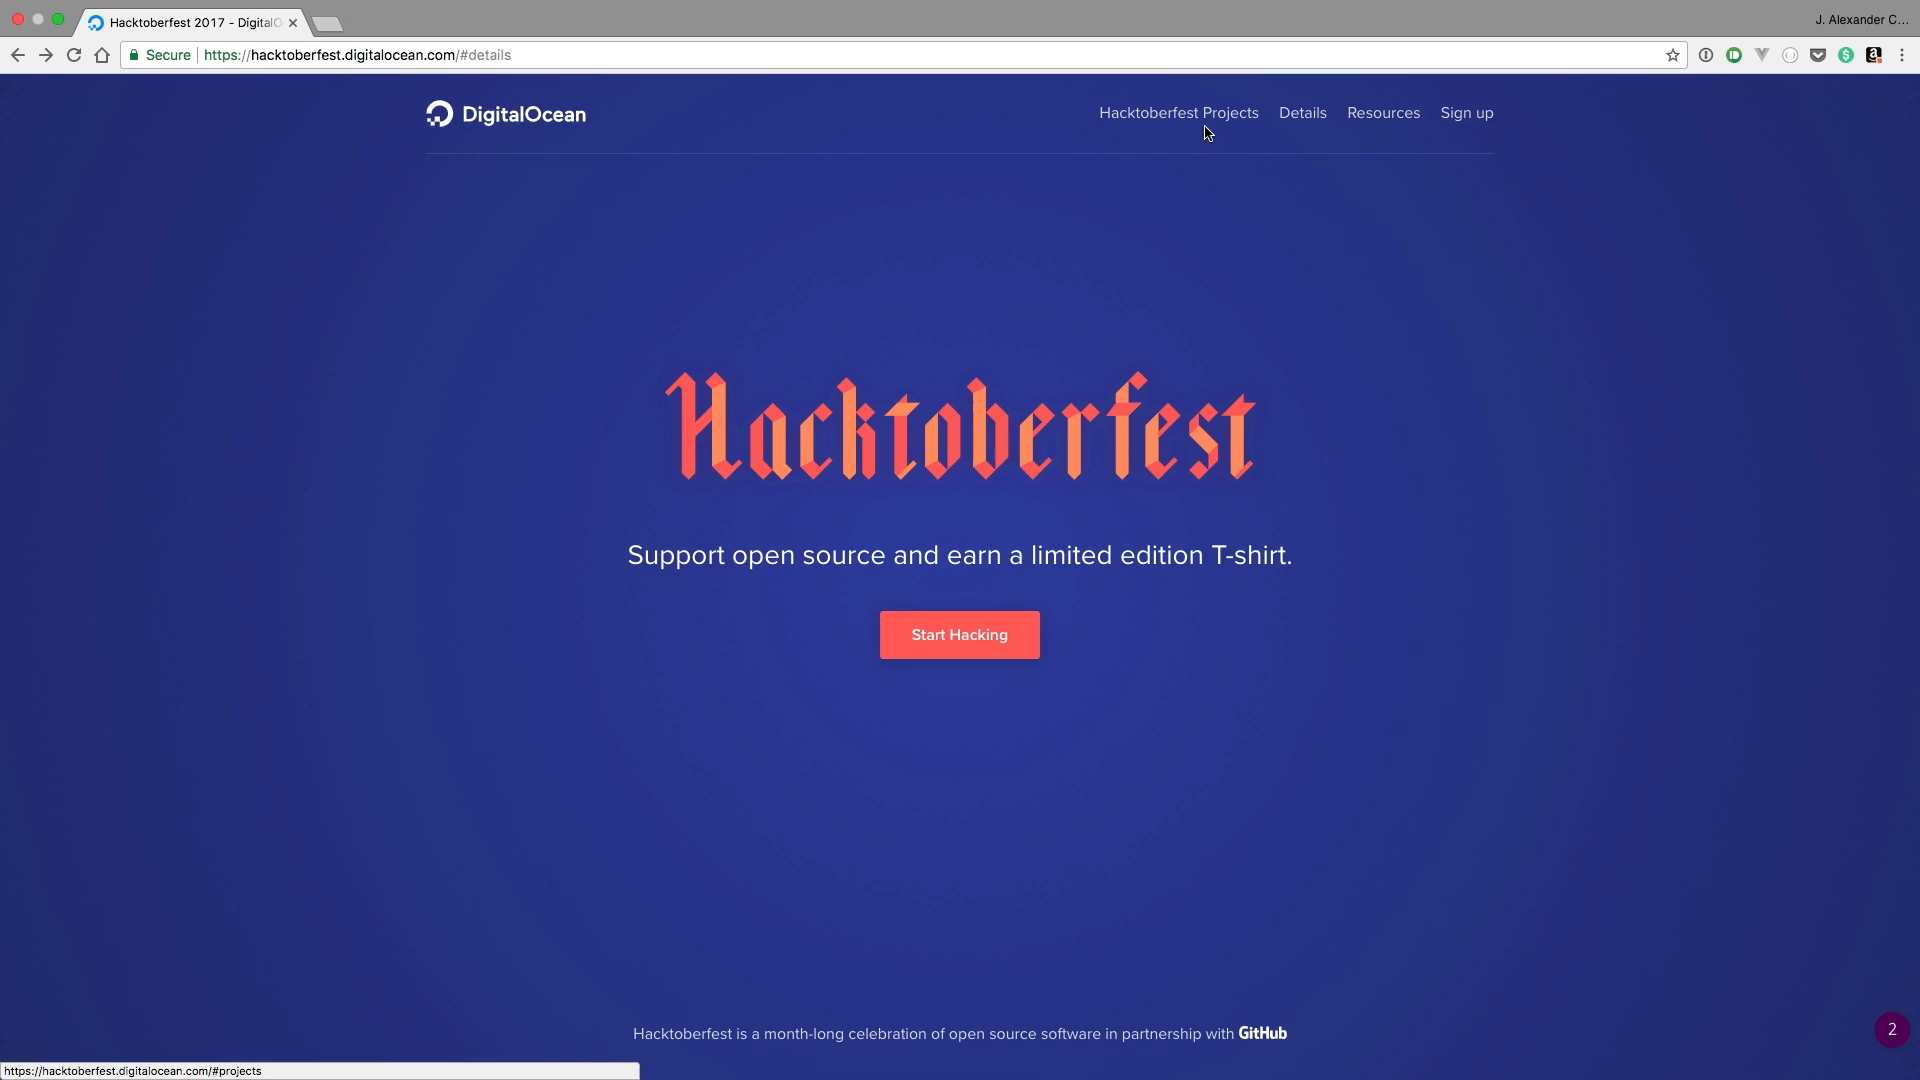 Hacktoberfest 2017 - DigitalO
J. Alexander C...
Secure
https://hacktoberfest.digitalocean.com/#details
DigitalOcean
Hacktoberfest Projects
Details
Resources
Sign up
Hacktoberfest
Support open source and earn a limited edition T-shirt.
Start Hacking
Hacktoberfest is a month-long celebration of open source software in partnership with GitHub
2
https://hacktoberfest.digitalocean.com/#projects